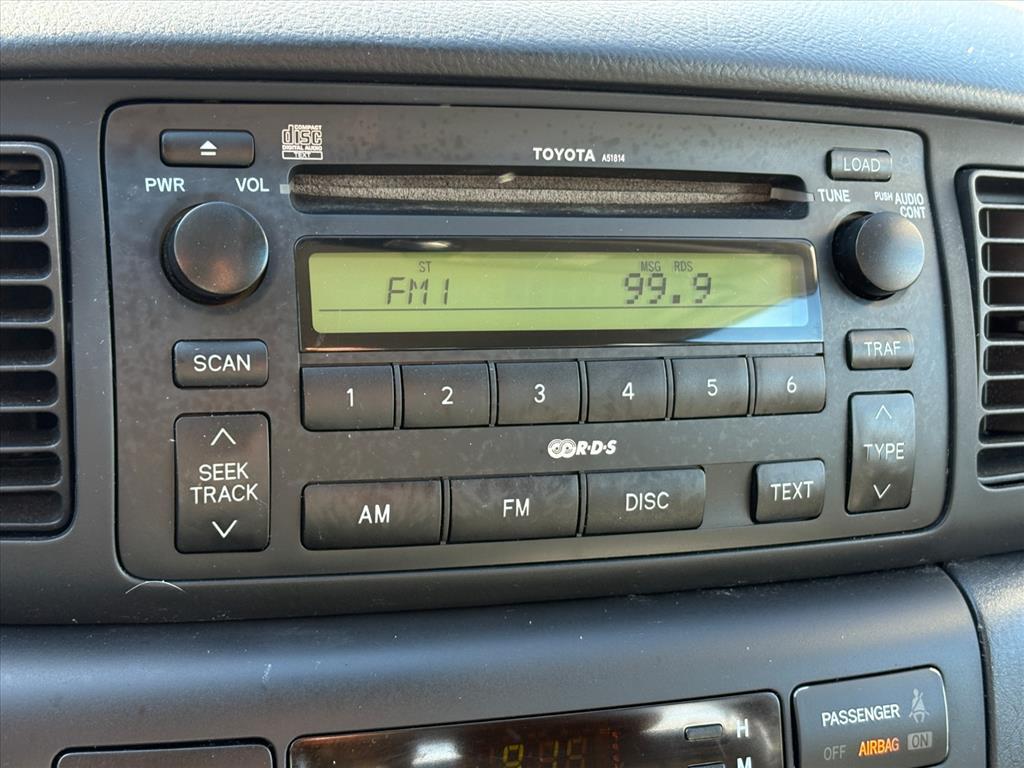 COMPACT
disc
DIGITAL AUDIO
TEXT
TOYOTA A51814
LOAD
PWR VOL
TUNE PUSH AUDIO
CONT
ST MSG RDS
FM1 99.9
SCAN
TRAF
1 2 3 4 5 6
R·D·S
SEEK
TRACK
TYPE
AM FM DISC TEXT
PASSENGER
OFF AIRBAG ON
H
M